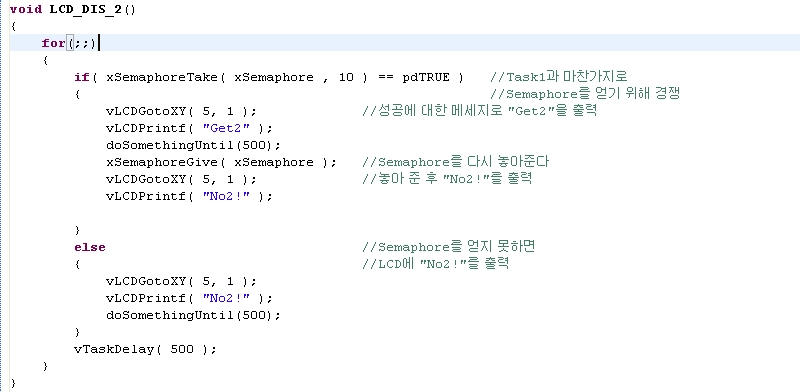 void LCD_DIS_2()
{
for(;;)
{
if( xSemaphoreTake( xSemaphore , 10 ) == pdTRUE ) //Task1과 마찬가지로
{ //Semaphore를 얻기 위해 경쟁
vLCDGotoXY( 5, 1 ); //성공에 대한 메세지로 "Get2"을 출력
vLCDPrintf( "Get2" );
doSomethingUntil(500);
xSemaphoreGive( xSemaphore ); //Semaphore를 다시 놓아준다
vLCDGotoXY( 5, 1 ); //놓아 준 후 "No2!"를 출력
vLCDPrintf( "No2!" );
}
else //Semaphore를 얻지 못하면
{ //LCD에 "No2!"를 출력
vLCDGotoXY( 5, 1 );
vLCDPrintf( "No2!" );
doSomethingUntil(500);
}
vTaskDelay( 500 );
}
}